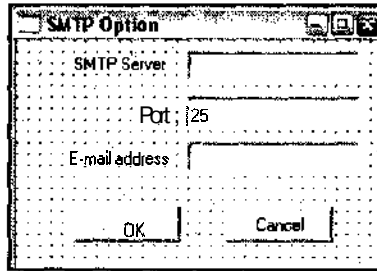 SMTP Option
SMTP Server
Port : 25
E-mail address
OK Cancel